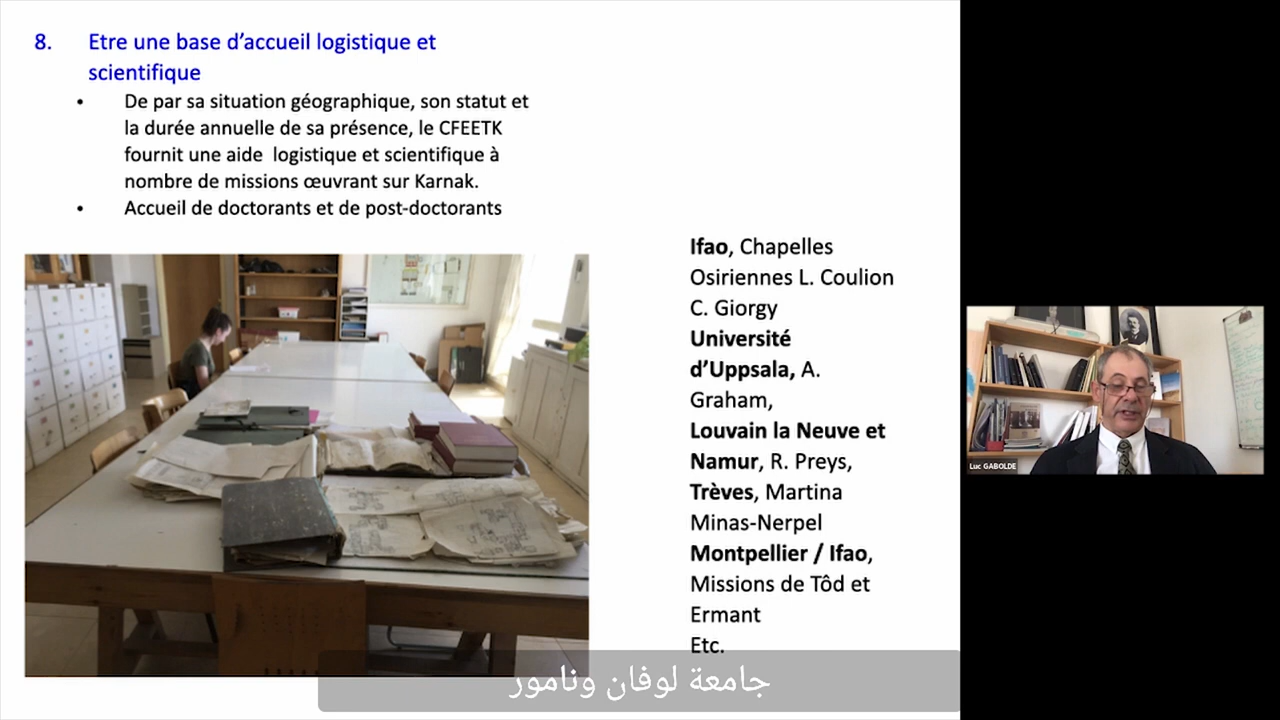 8. Etre une base d’accueil logistique et
scientifique
• De par sa situation géographique, son statut et
la durée annuelle de sa présence, le CFEETK
fournit une aide  logistique et scientifique à
nombre de missions œuvrant sur Karnak.
• Accueil de doctorants et de post-doctorants
Ifao, Chapelles
Osiriennes L. Coulion
C. Giorgy
Université
d’Uppsala, A.
Graham,
Louvain la Neuve et
Namur, R. Preys,
Trèves, Martina
Minas-Nerpel
Montpellier / Ifao,
Missions de Tôd et
Ermant
Etc.
جامعة لوفان ونامور
Luc GABOLDE